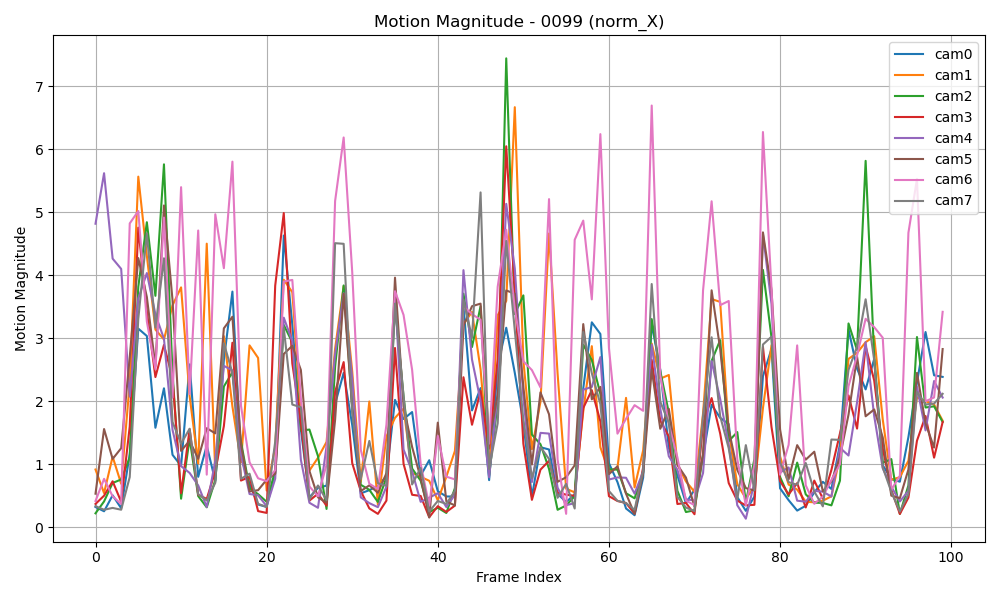 Motion Magnitude - 0099 (norm_X)
Motion Magnitude
7
6
5
4
3
2
1
0
0
20
40
60
80
100
Frame Index
cam0
cam1
cam2
cam3
cam4
cam5
cam6
cam7